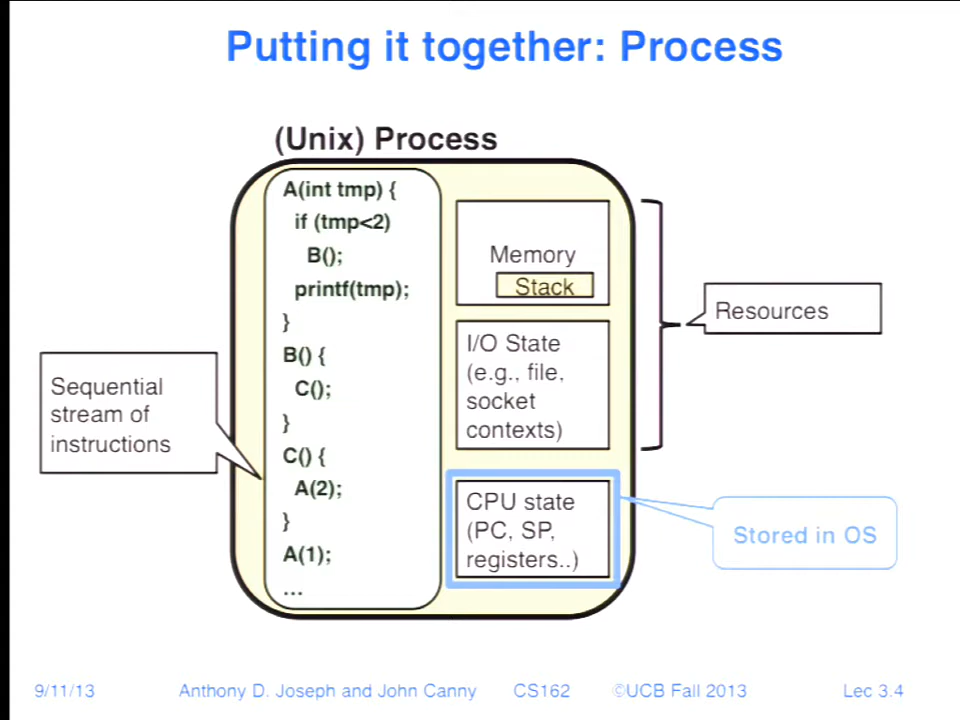 Putting it together: Process
(Unix) Process
A(int tmp) {
if (tmp<2)
B();
printf(tmp);
}
B() {
C();
}
C() {
A(2);
}
A(1);
…
Memory
Stack
I/O State
(e.g., file,
socket
contexts)
CPU state
(PC, SP,
registers..)
Resources
Sequential
stream of
instructions
Stored in OS
9/11/13
Anthony D. Joseph and John Canny
CS162
©UCB Fall 2013
Lec 3.4